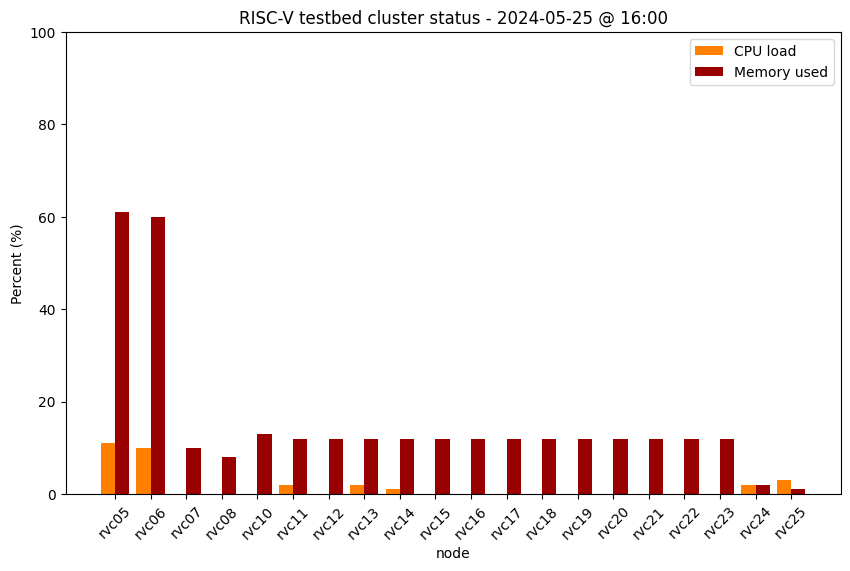 RISC-V testbed cluster status - 2024-05-25 @ 16:00
CPU load
Memory used
Percent (%)
100
80
60
40
20
0
rvc05
rvc06
rvc07
rvc08
rvc10
rvc11
rvc12
rvc13
rvc14
rvc15
rvc16
rvc17
rvc18
rvc19
rvc20
rvc21
rvc22
rvc23
rvc24
rvc25
node